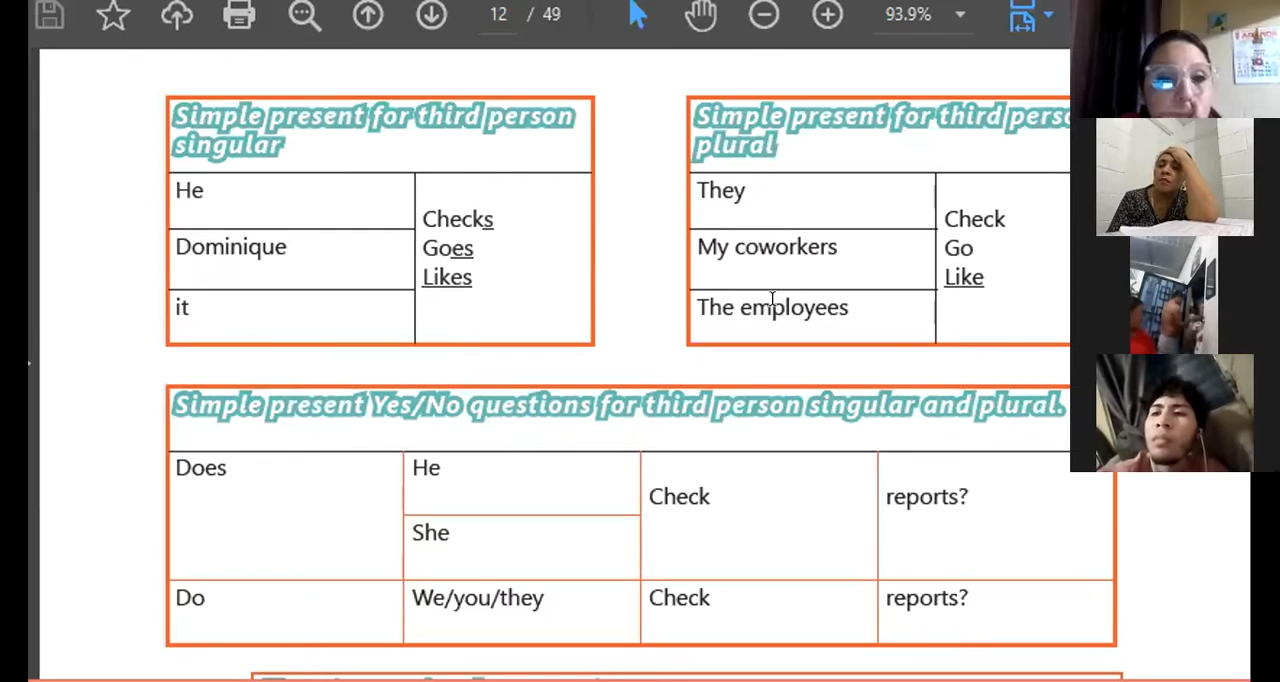 12 / 49
93.9%
Simple present for third person
singular
He
Dominique
it
Checks
Goes
Likes
Simple present for third
plural
They
My coworkers
The employees
Check
Go
Like
Simple present Yes/No questions for third person singular and plural.
Does
He
She
Check
reports?
Do
We/you/they
Check
reports?